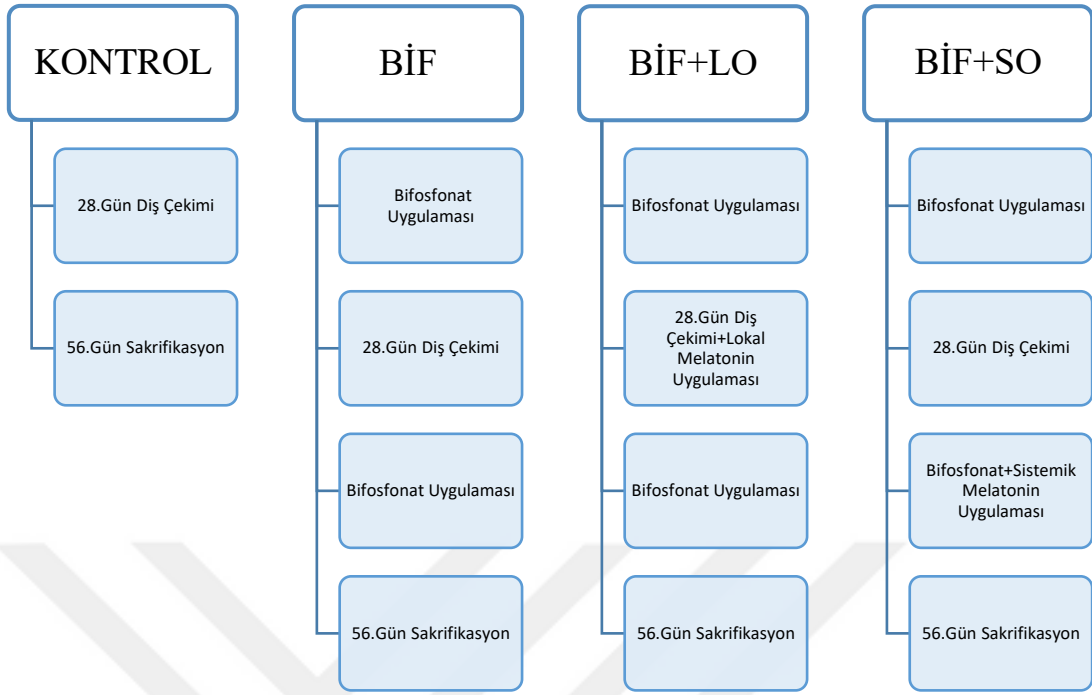 KONTROL
28.Gün Diş Çekimi
56.Gün Sakrifikasyon
BİF
Bifosfonat
Uygulaması
28.Gün Diş Çekimi
Bifosfonat Uygulaması
56.Gün Sakrifikasyon
BİF+LO
Bifosfonat Uygulaması
28.Gün Diş
Çekimi+Lokal
Melatonin
Uygulaması
Bifosfonat Uygulaması
56.Gün Sakrifikasyon
BİF+SO
Bifosfonat Uygulaması
28.Gün Diş Çekimi
Bifosfonat+Sistemik
Melatonin
Uygulaması
56.Gün Sakrifikasyon